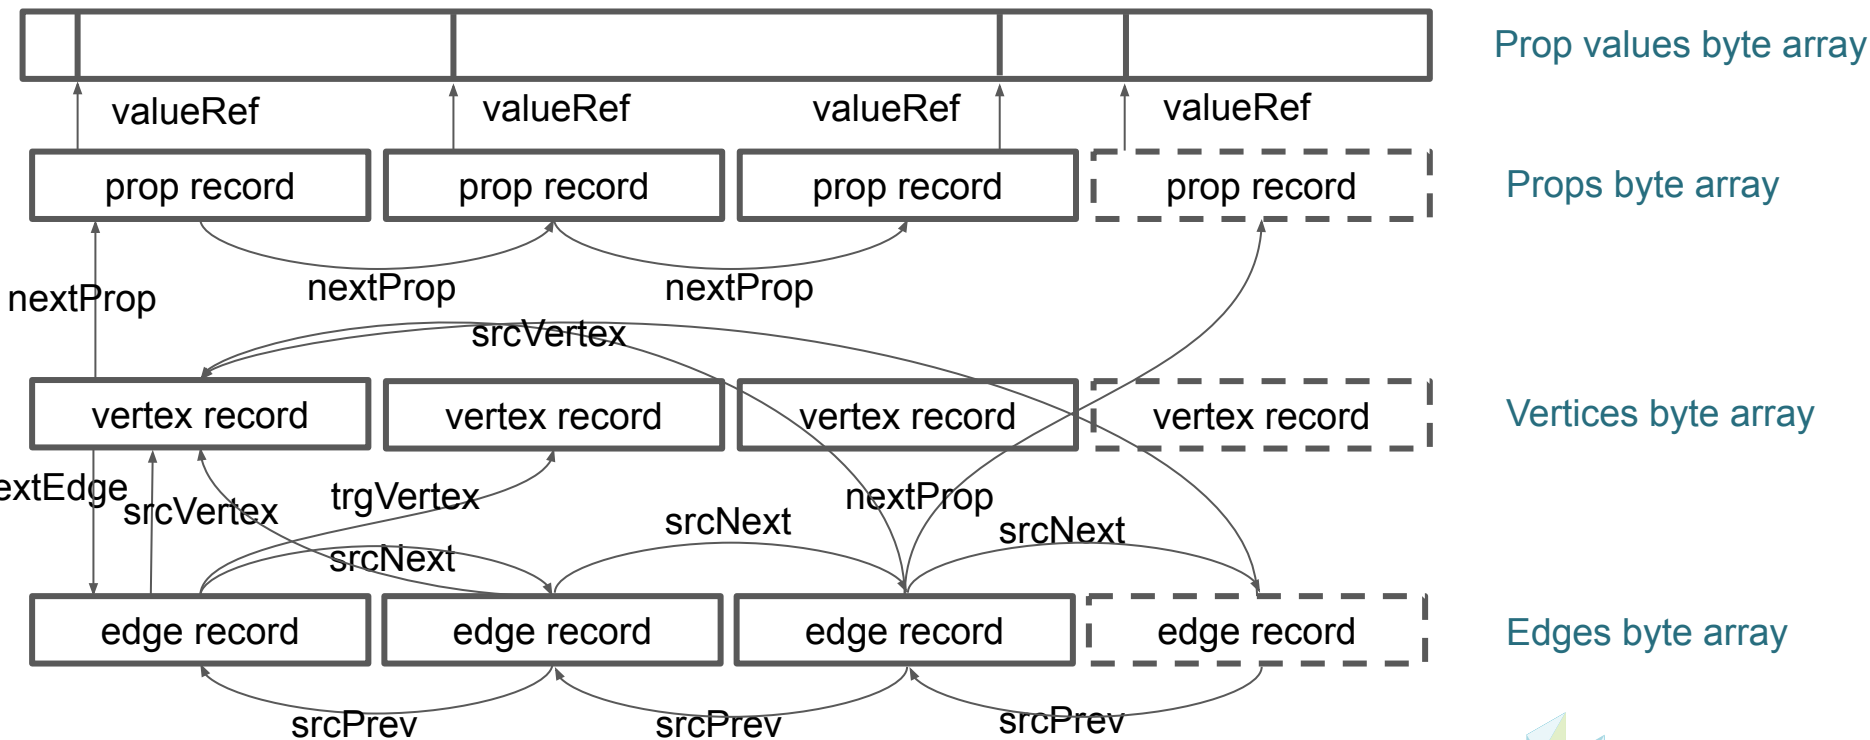 Prop values byte array
valueRef valueRef valueRef valueRef
prop record prop record prop record prop record Props byte array
nextProp nextProp nextProp
srcVertex
vertex record vertex record vertex record vertex record Vertices byte array
extEdge srcVertex trgVertex nextProp
srcNext srcNext srcNext
edge record edge record edge record edge record Edges byte array
srcPrev srcPrev srcPrev